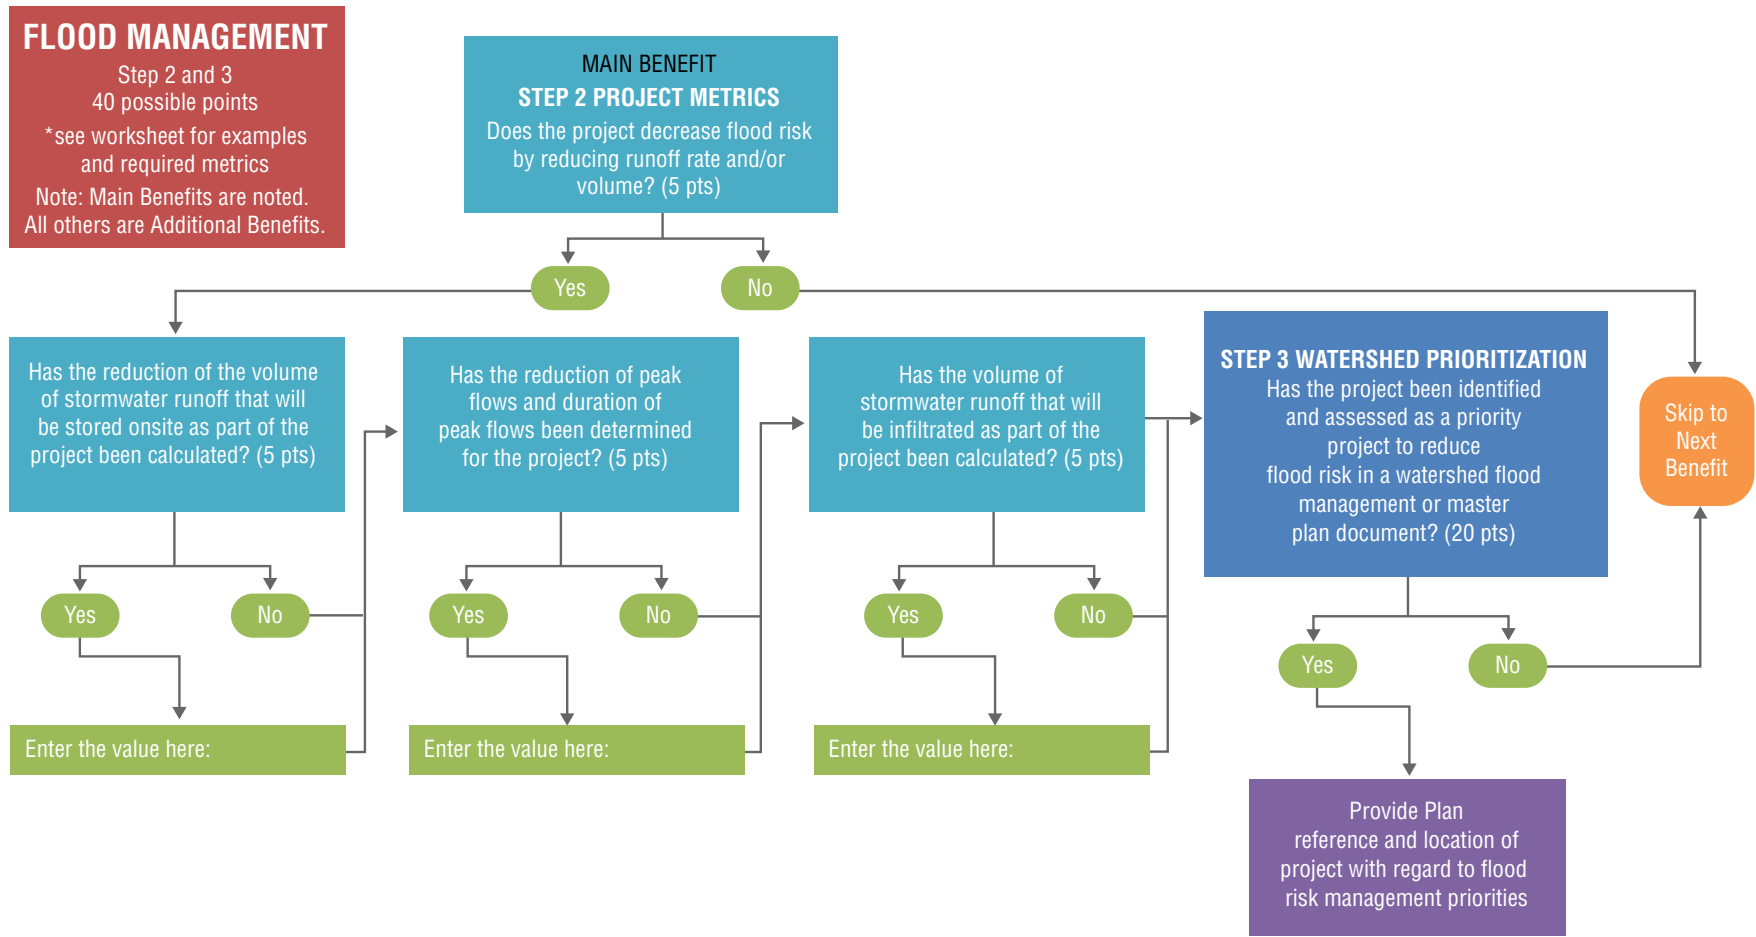 FLOOD MANAGEMENT
Step 2 and 3
40 possible points
*see worksheet for examples
and required metrics
Note: Main Benefits are noted.
All others are Additional Benefits.
MAIN BENEFIT
STEP 2 PROJECT METRICS
Does the project decrease flood risk
by reducing runoff rate and/or
volume? (5 pts)
Yes
No
Has the reduction of the volume
of stormwater runoff that will
be stored onsite as part of the
project been calculated? (5 pts)
Yes
No
Enter the value here:
Has the reduction of peak
flows and duration of
peak flows been determined
for the project? (5 pts)
Yes
No
Enter the value here:
Has the volume of
stormwater runoff that will
be infiltrated as part of the
project been calculated? (5 pts)
Yes
No
Enter the value here:
STEP 3 WATERSHED PRIORITIZATION
Has the project been identified
and assessed as a priority
project to reduce
flood risk in a watershed flood
management or master
plan document? (20 pts)
Yes
No
Provide Plan
reference and location of
project with regard to flood
risk management priorities
Skip to
Next
Benefit